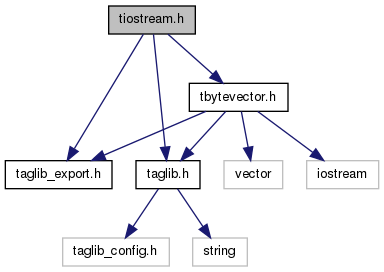 tiostream.h
tbytevector.h
taglib_export.h
taglib.h
vector
iostream
taglib_config.h
string